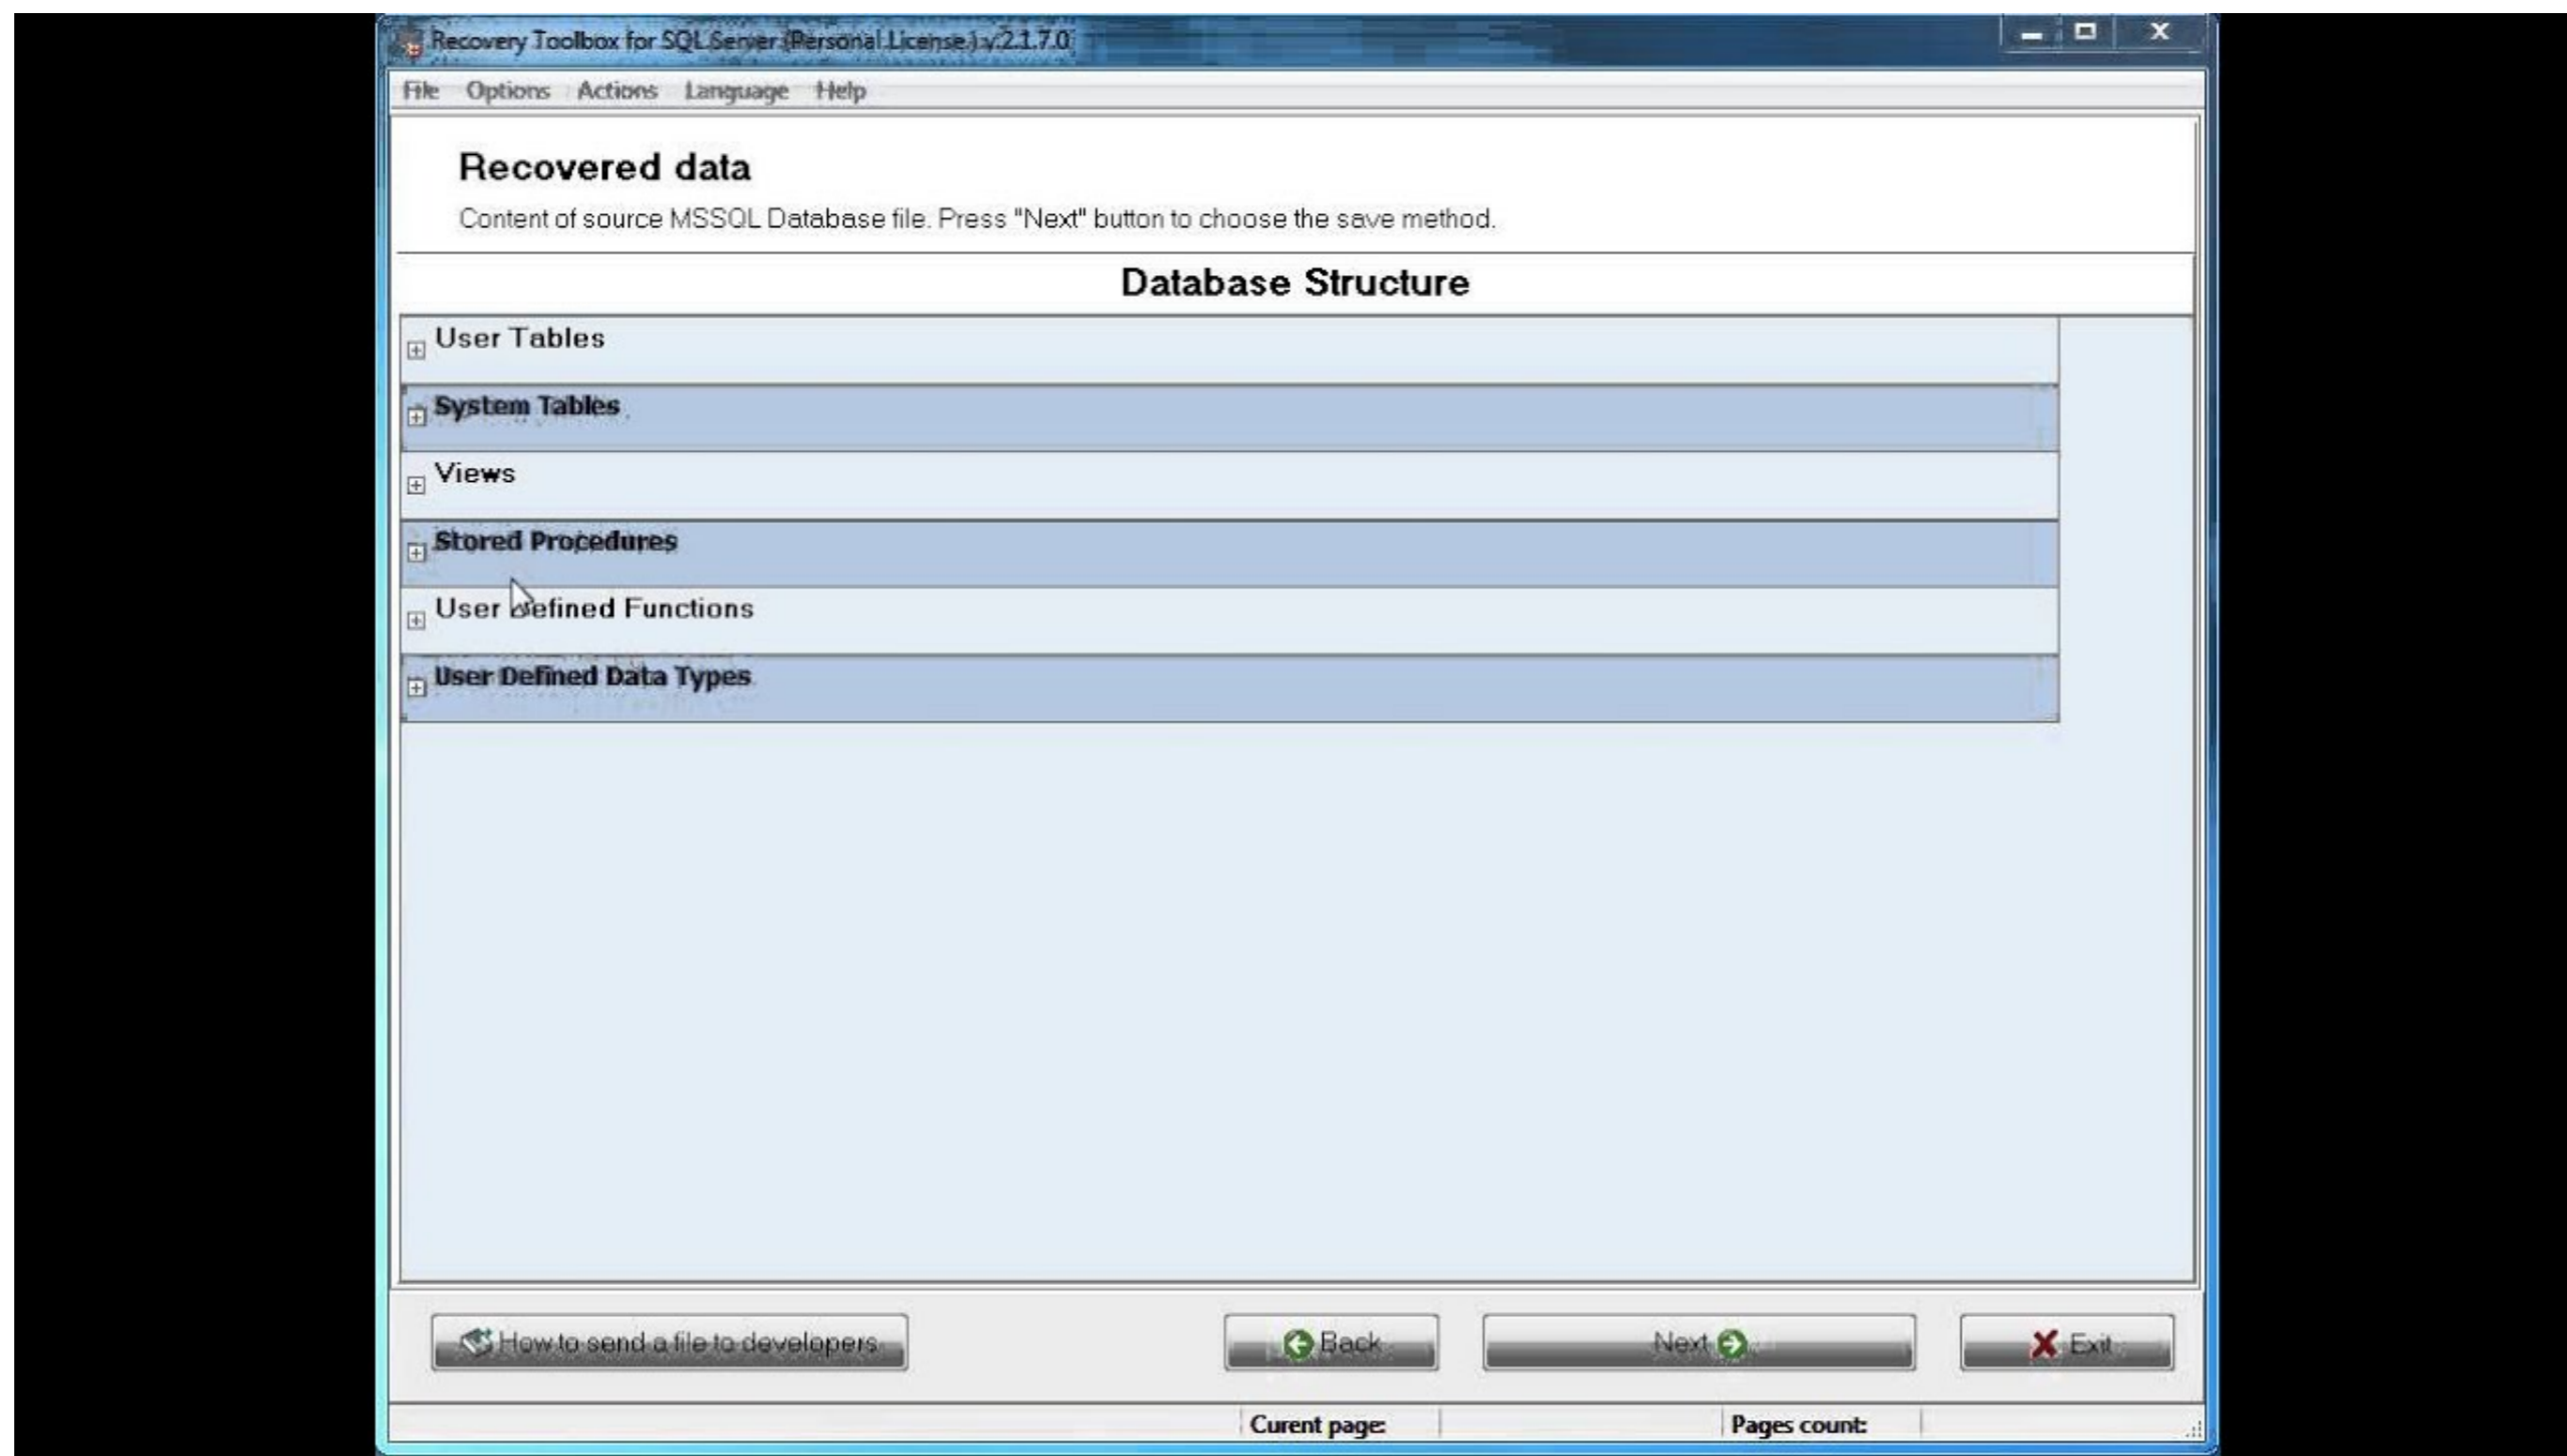 Recovery Toolbox for SQL Server (Personal License) v.2.1.7.0
File Options Actions Language Help
Recovered data
Content of source MSSQL Database file. Press "Next" button to choose the save method.
Database Structure
User Tables
System Tables
Views
Stored Procedures
User Defined Functions
User Defined Data Types
How to send a file to developers Back Next Exit
Curent page: Pages count: